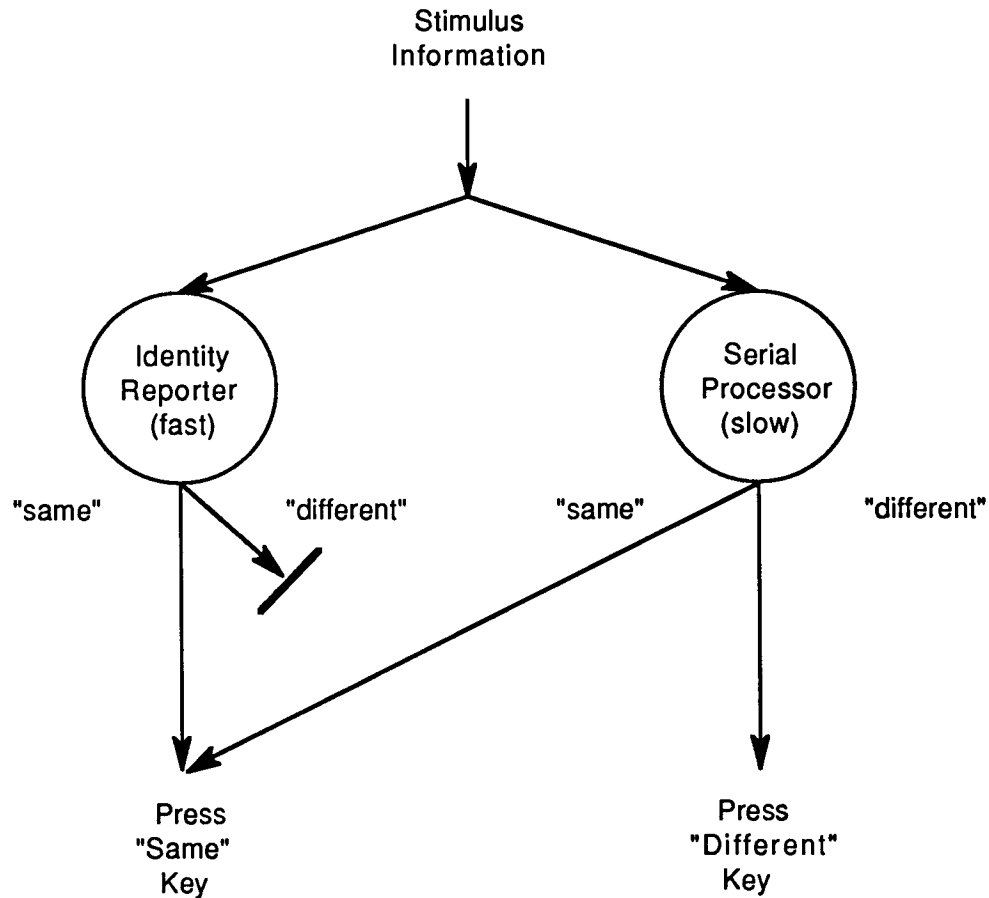 Stimulus
Information
Identity
Reporter
(fast)
Serial
Processor
(slow)
"same"
"different"
"same"
"different"
Press
"Same"
Key
Press
"Different"
Key